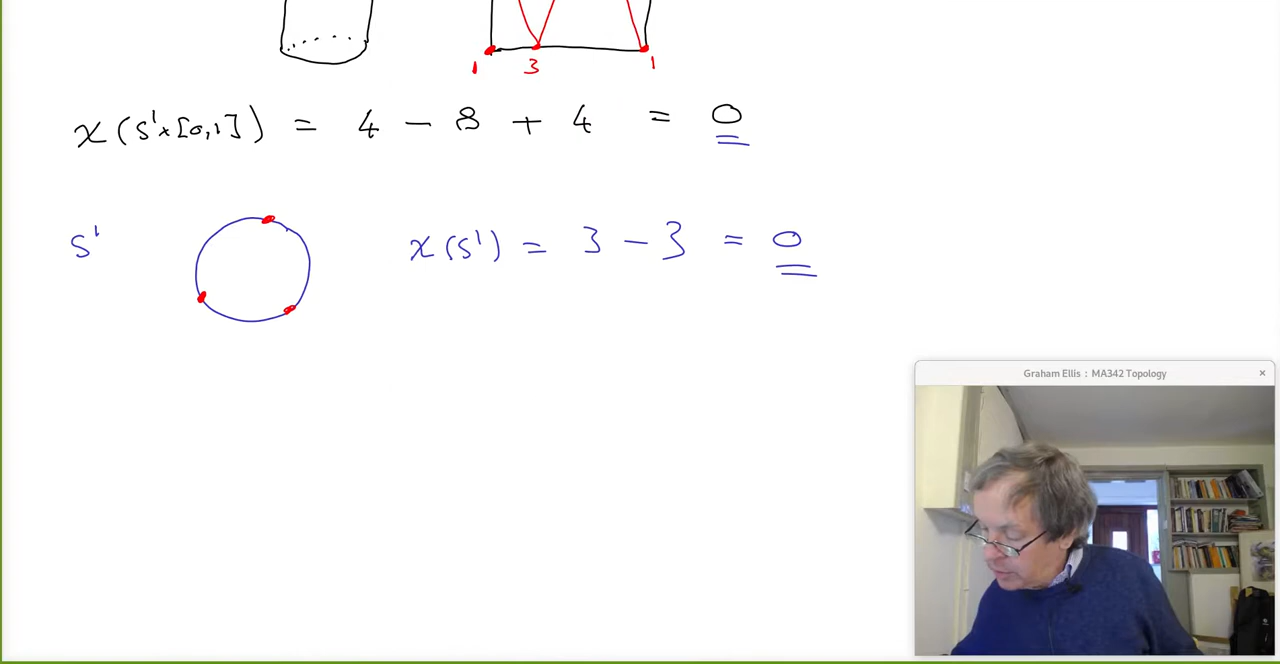 1 3 1
χ(S¹×[0,1]) = 4 − 8 + 4 = 0
S¹ χ(S¹) = 3 − 3 = 0
Graham Ellis : MA342 Topology ×